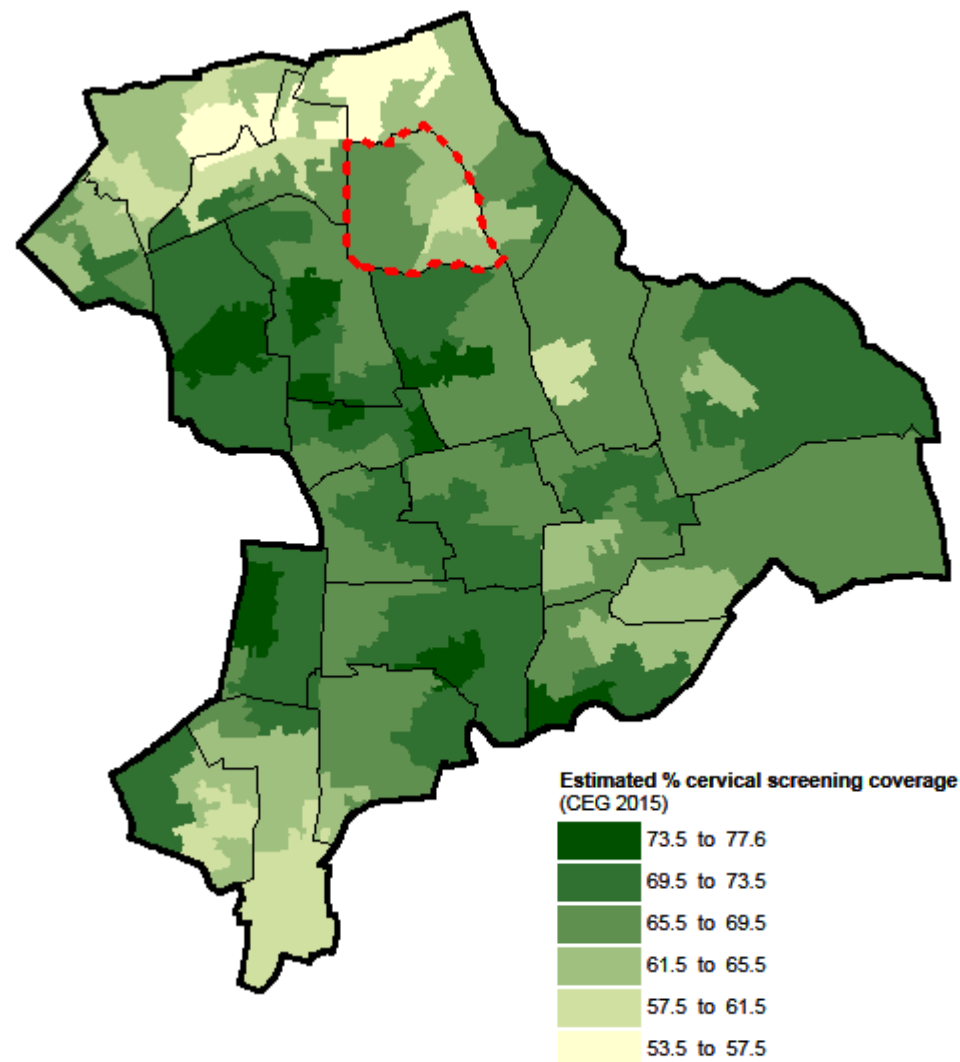 Estimated % cervical screening coverage
(CEG 2015)
73.5 to 77.6
69.5 to 73.5
65.5 to 69.5
61.5 to 65.5
57.5 to 61.5
53.5 to 57.5